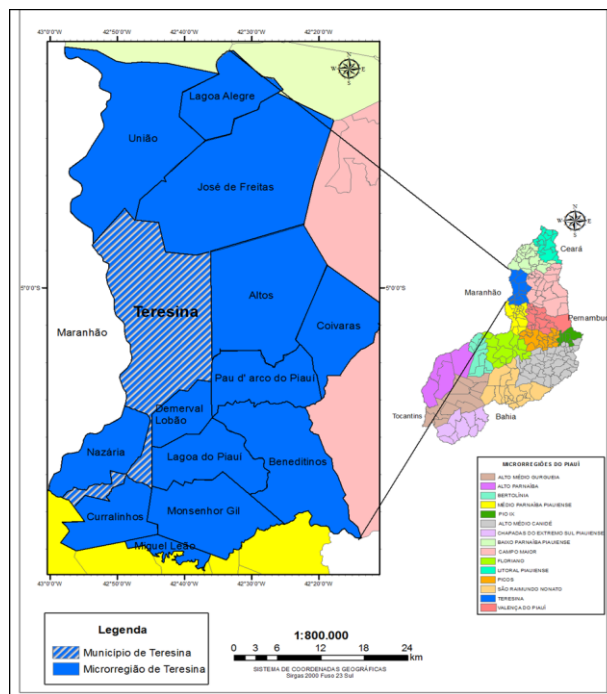 43°0'0"S
42°50'0"S
42°40'0"S
42°30'0"S
42°20'0"S
N
W
E
S
Lagoa Alegre
União
José de Freitas
5°0'0"S
Teresina
Altos
Maranhão
Coivaras
Pau d' arco do Piauí
Demerval
Lobão
Nazária
Lagoa do Piauí
Beneditinos
Curralinhos
Monsenhor Gil
Miguel Leão
43°0'0"S
42°50'0"S
42°40'0"S
42°30'0"S
42°20'0"S
N
W
E
S
Ceará
Maranhão
5°0'0"S
Pernambur
Tocantins
Bahia
MICRORREGIÕES DO PIAUÍ
ALTO MÉDIO GURGUEIA
ALTO PARNAÍBA
BERTOLÍNIA
MÉDIO PARNAÍBA PIAUIENSE
PIO IX
ALTO MÉDIO CANIDÉ
CHAPADAS DO EXTREMO SUL PIAUIENSE
BAIXO PARNAÍBA PIAUIENSE
CAMPO MAIOR
FLORIANO
LITORAL PIAUIENSE
PICOS
SÃO RAIMUNDO NONATO
TERESINA
VALENÇA DO PIAUÍ
Legenda
Município de Teresina
Microrregião de Teresina
1:800.000
0 3 6 12 18 24
km
SISTEMA DE COORDENADAS GEOGRÁFICAS
Sirgas 2000 Fuso 23 Sul